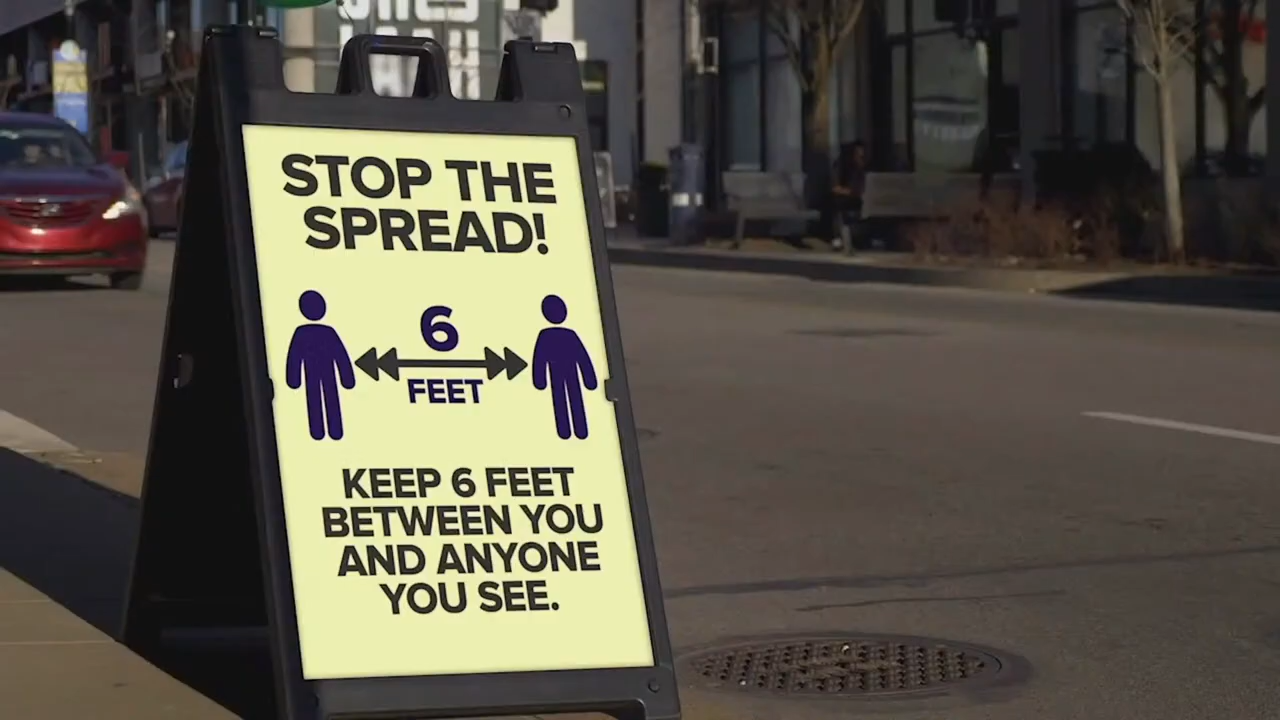 STOP THE
SPREAD!
6
FEET
KEEP 6 FEET
BETWEEN YOU
AND ANYONE
YOU SEE.